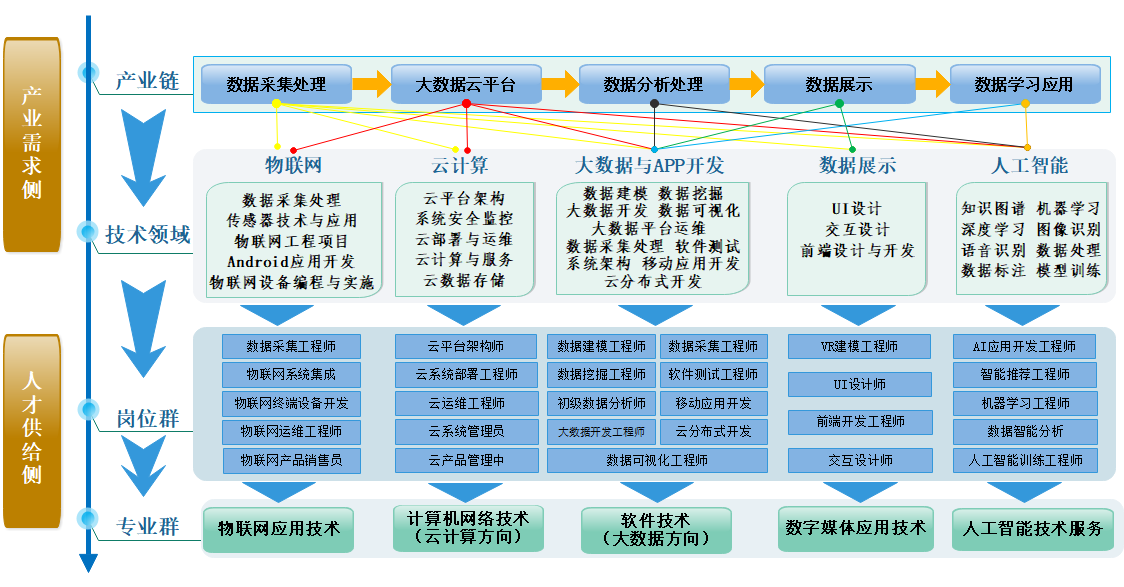 产业需求侧
产业链
数据采集处理
大数据云平台
数据分析处理
数据展示
数据学习应用
技术领域
物联网
数据采集处理
传感器技术与应用
物联网工程项目
Android应用开发
物联网设备编程与实施
云计算
云平台架构
系统安全监控
云部署与运维
云计算与服务
云数据存储
大数据与APP开发
数据建模 数据挖掘
大数据开发 数据可视化
大数据平台运维
数据采集处理 软件测试
系统架构 移动应用开发
云分布式开发
数据展示
UI设计
交互设计
前端设计与开发
人工智能
知识图谱 机器学习
深度学习 图像识别
语音识别 数据处理
数据标注 模型训练
人才供给侧
岗位群
数据采集工程师
物联网系统集成
物联网终端设备开发
物联网运维工程师
物联网产品销售员
云平台架构师
云系统部署工程师
云运维工程师
云系统管理员
云产品管理中
数据建模工程师
数据采集工程师
数据挖掘工程师
软件测试工程师
初级数据分析师
移动应用开发
大数据开发工程师
云分布式开发
数据可视化工程师
VR建模工程师
UI设计师
前端开发工程师
交互设计师
AI应用开发工程师
智能推荐工程师
机器学习工程师
数据智能分析
人工智能训练工程师
专业群
物联网应用技术
计算机网络技术
（云计算方向）
软件技术
（大数据方向）
数字媒体应用技术
人工智能技术服务